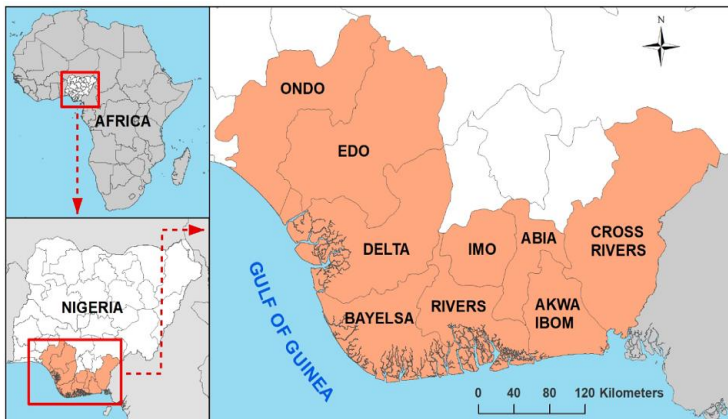 AFRICA
NIGERIA
N
ONDO
EDO
DELTA
IMO
ABIA
CROSS
RIVERS
BAYELSA
RIVERS
AKWA
IBOM
GULF OF GUINEA
0 40 80 120 Kilometers